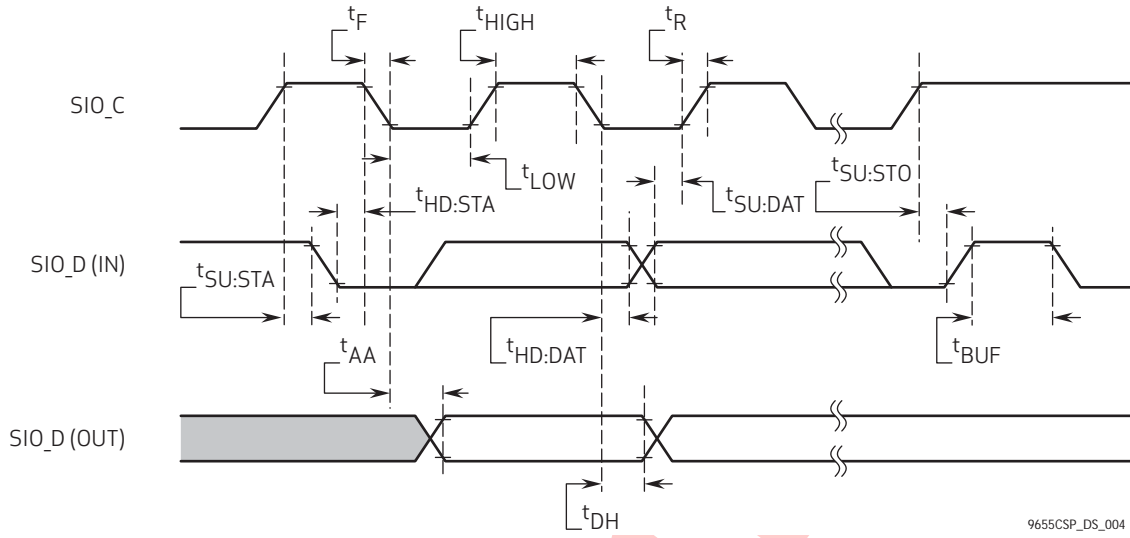 tF
tHIGH
tR
SIO_C
tLOW
tSU:STO
tHD:STA
tSU:DAT
SIO_D (IN)
tSU:STA
tAA
tHD:DAT
tBUF
SIO_D (OUT)
tDH
9655CSP_DS_004